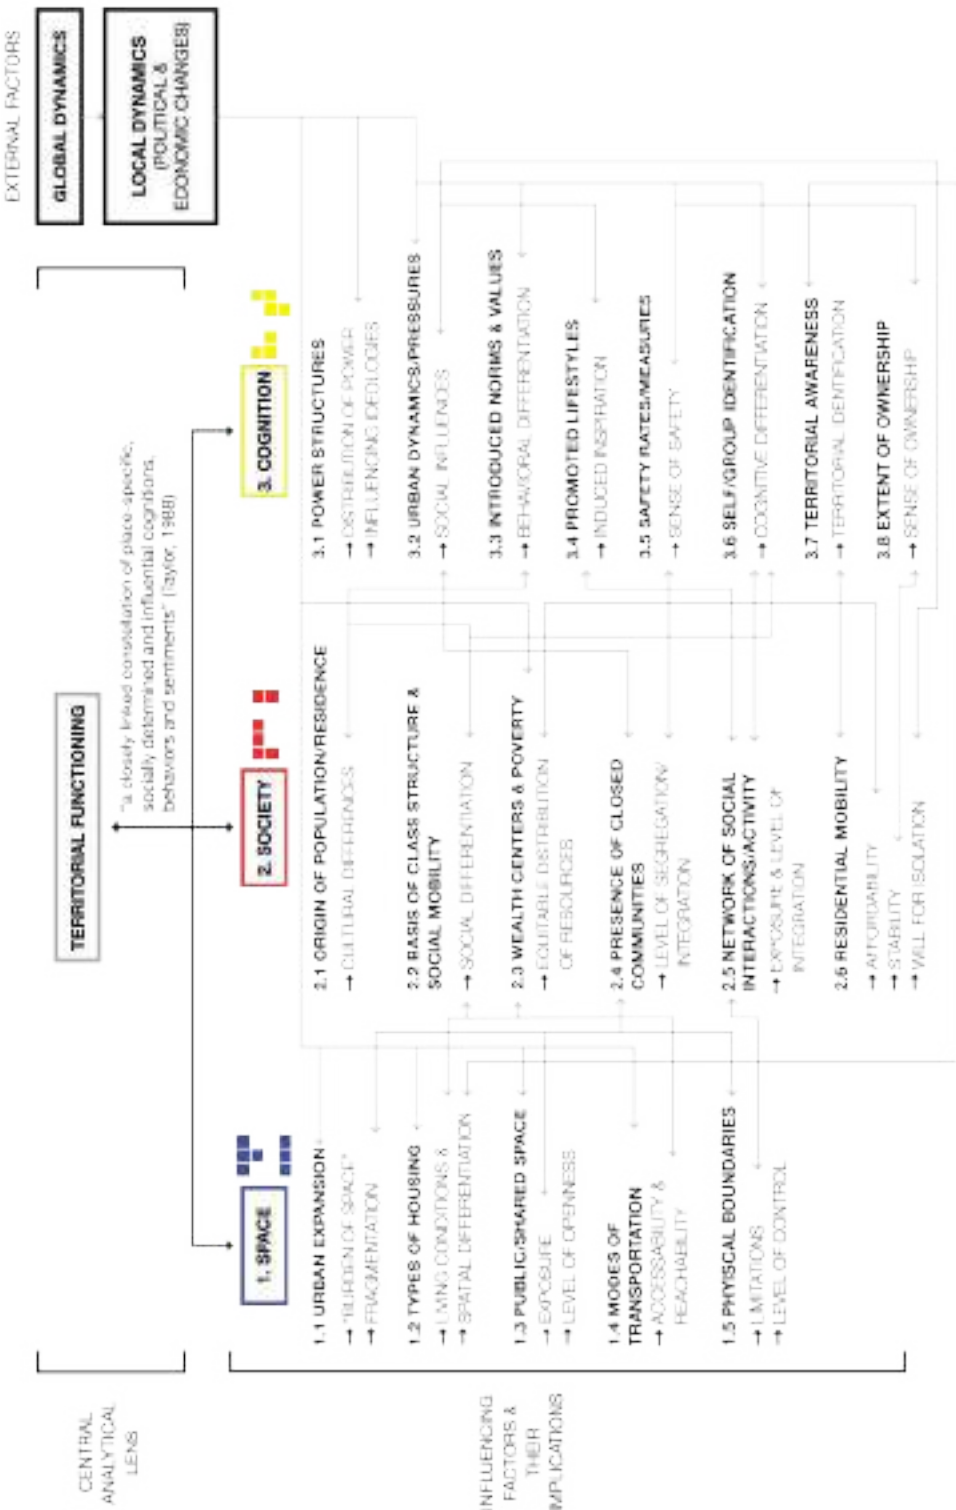 CENTRAL
ANALYTICAL
LENS
TERRITORIAL FUNCTIONING
"a closely linked constellation of place-specific,
socially determined and influential cognitions,
behaviors and sentiments" (Taylor, 1988)
EXTERNAL FACTORS
GLOBAL DYNAMICS
LOCAL DYNAMICS
(POLITICAL &
ECONOMIC CHANGES)
INFLUENCING
FACTORS &
THEIR
IMPLICATIONS
1. SPACE
1.1 URBAN EXPANSION
→ "BURDEN OF SPACE"
→ FRAGMENTATION
1.2 TYPES OF HOUSING
→ LIVING CONDITIONS &
→ SPATIAL DIFFERENTIATION
1.3 PUBLIC/SHARED SPACE
→ EXPOSURE
→ LEVEL OF OPENNESS
1.4 MODES OF
TRANSPORTATION
→ ACCESSABILITY &
REACHABILITY
1.5 PHYISCAL BOUNDARIES
→ LIMITATIONS
→ LEVEL OF CONTROL
2. SOCIETY
2.1 ORIGIN OF POPULATION/RESIDENCE
→ CULTURAL DIFFERENCES
2.2 BASIS OF CLASS STRUCTURE &
SOCIAL MOBILITY
→ SOCIAL DIFFERENTIATION
2.3 WEALTH CENTERS & POVERTY
→ EQUITABLE DISTRIBUTION
OF RESOURCES
2.4 PRESENCE OF CLOSED
COMMUNITIES
→ LEVEL OF SEGREGATION/
INTEGRATION
2.5 NETWORK OF SOCIAL
INTERACTIONS/ACTIVITY
→ EXPOSURE & LEVEL OF
INTEGRATION
2.6 RESIDENTIAL MOBILITY
→ AFFORDABILITY
→ STABILITY
→ WILL FOR ISOLATION
3. COGNITION
3.1 POWER STRUCTURES
→ DISTRIBUTION OF POWER
→ INFLUENCING IDEOLOGIES
3.2 URBAN DYNAMICS/PRESSURES
→ SOCIAL INFLUENCES
3.3 INTRODUCED NORMS & VALUES
→ BEHAVIORAL DIFFERENTIATION
3.4 PROMOTED LIFESTYLES
→ INDUCED INSPIRATION
3.5 SAFETY RATES/MEASURES
→ SENSE OF SAFETY
3.6 SELF/GROUP IDENTIFICATION
→ COGNITIVE DIFFERENTIATION
3.7 TERRITORIAL AWARENESS
→ TERRITORIAL IDENTIFICATION
3.8 EXTENT OF OWNERSHIP
→ SENSE OF OWNERSHIP